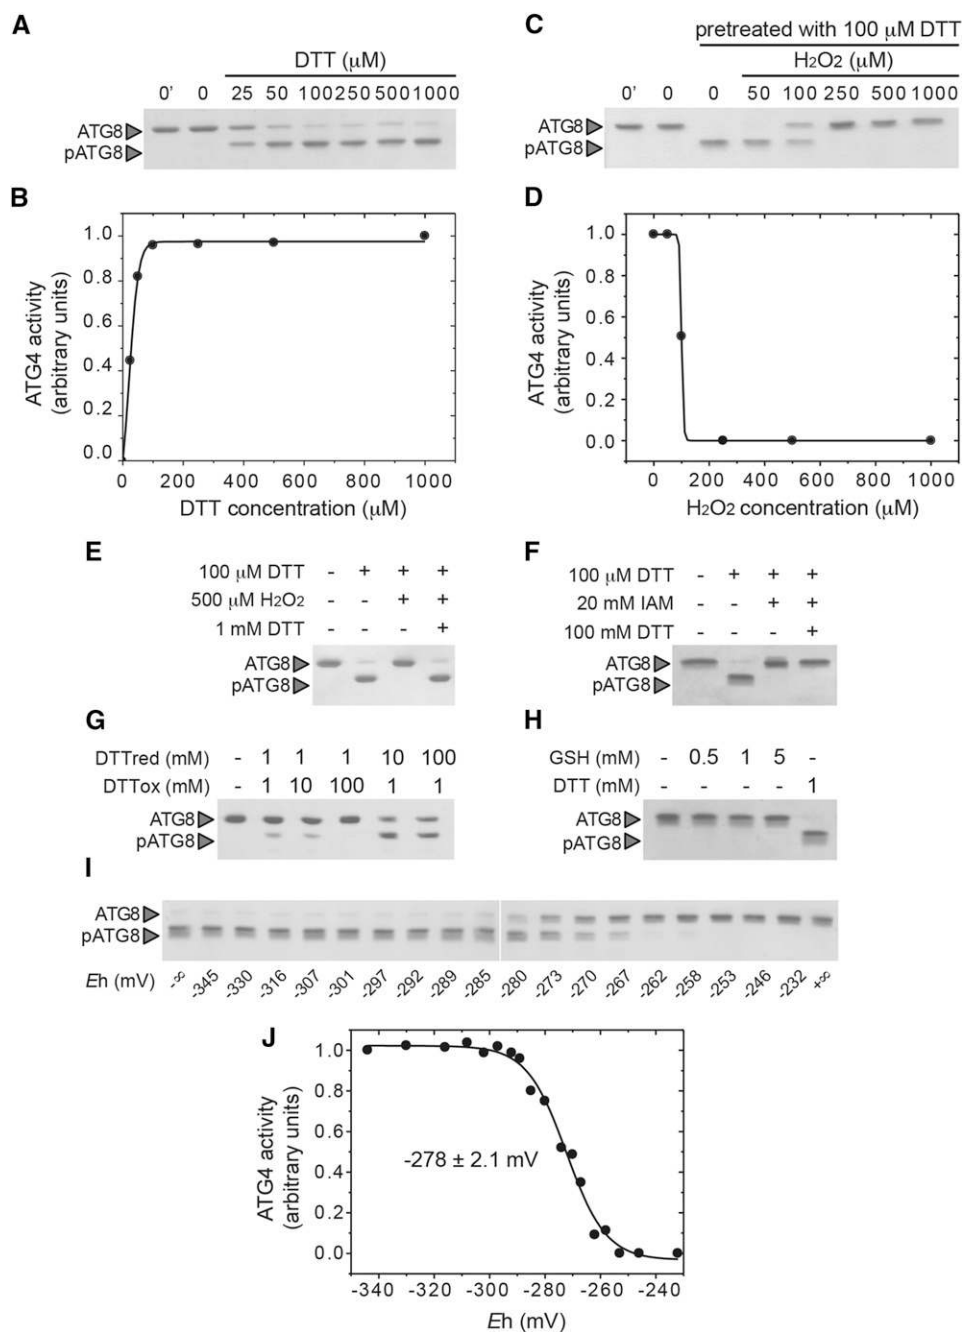 A
DTT (μM)
0' 0 25 50 100 250 500 1000
ATG8
pATG8
C
pretreated with 100 μM DTT
H2O2 (μM)
0' 0 0 50 100 250 500 1000
ATG8
pATG8
B
ATG4 activity
(arbitrary units)
1.0
0.8
0.6
0.4
0.2
0.0
0 200 400 600 800 1000
DTT concentration (μM)
D
ATG4 activity
(arbitrary units)
1.0
0.8
0.6
0.4
0.2
0.0
0 200 400 600 800 1000
H2O2 concentration (μM)
E
100 μM DTT - + + +
500 μM H2O2 - - + +
1 mM DTT - - - +
ATG8
pATG8
F
100 μM DTT - + + +
20 mM IAM - - + +
100 mM DTT - - - +
ATG8
pATG8
G
DTTred (mM) - 1 1 1 10 100
DTTox (mM) - 1 10 100 1 1
ATG8
pATG8
H
GSH (mM) - 0.5 1 5 -
DTT (mM) - - - - 1
ATG8
pATG8
I
ATG8
pATG8
Eh (mV) -∞ -345 -330 -316 -307 -301 -297 -292 -289 -285 -280 -273 -270 -267 -262 -258 -253 -246 -232 +∞
J
ATG4 activity
(arbitrary units)
1.0
0.8
0.6
0.4
0.2
0.0
-278 ± 2.1 mV
-340 -320 -300 -280 -260 -240
Eh (mV)